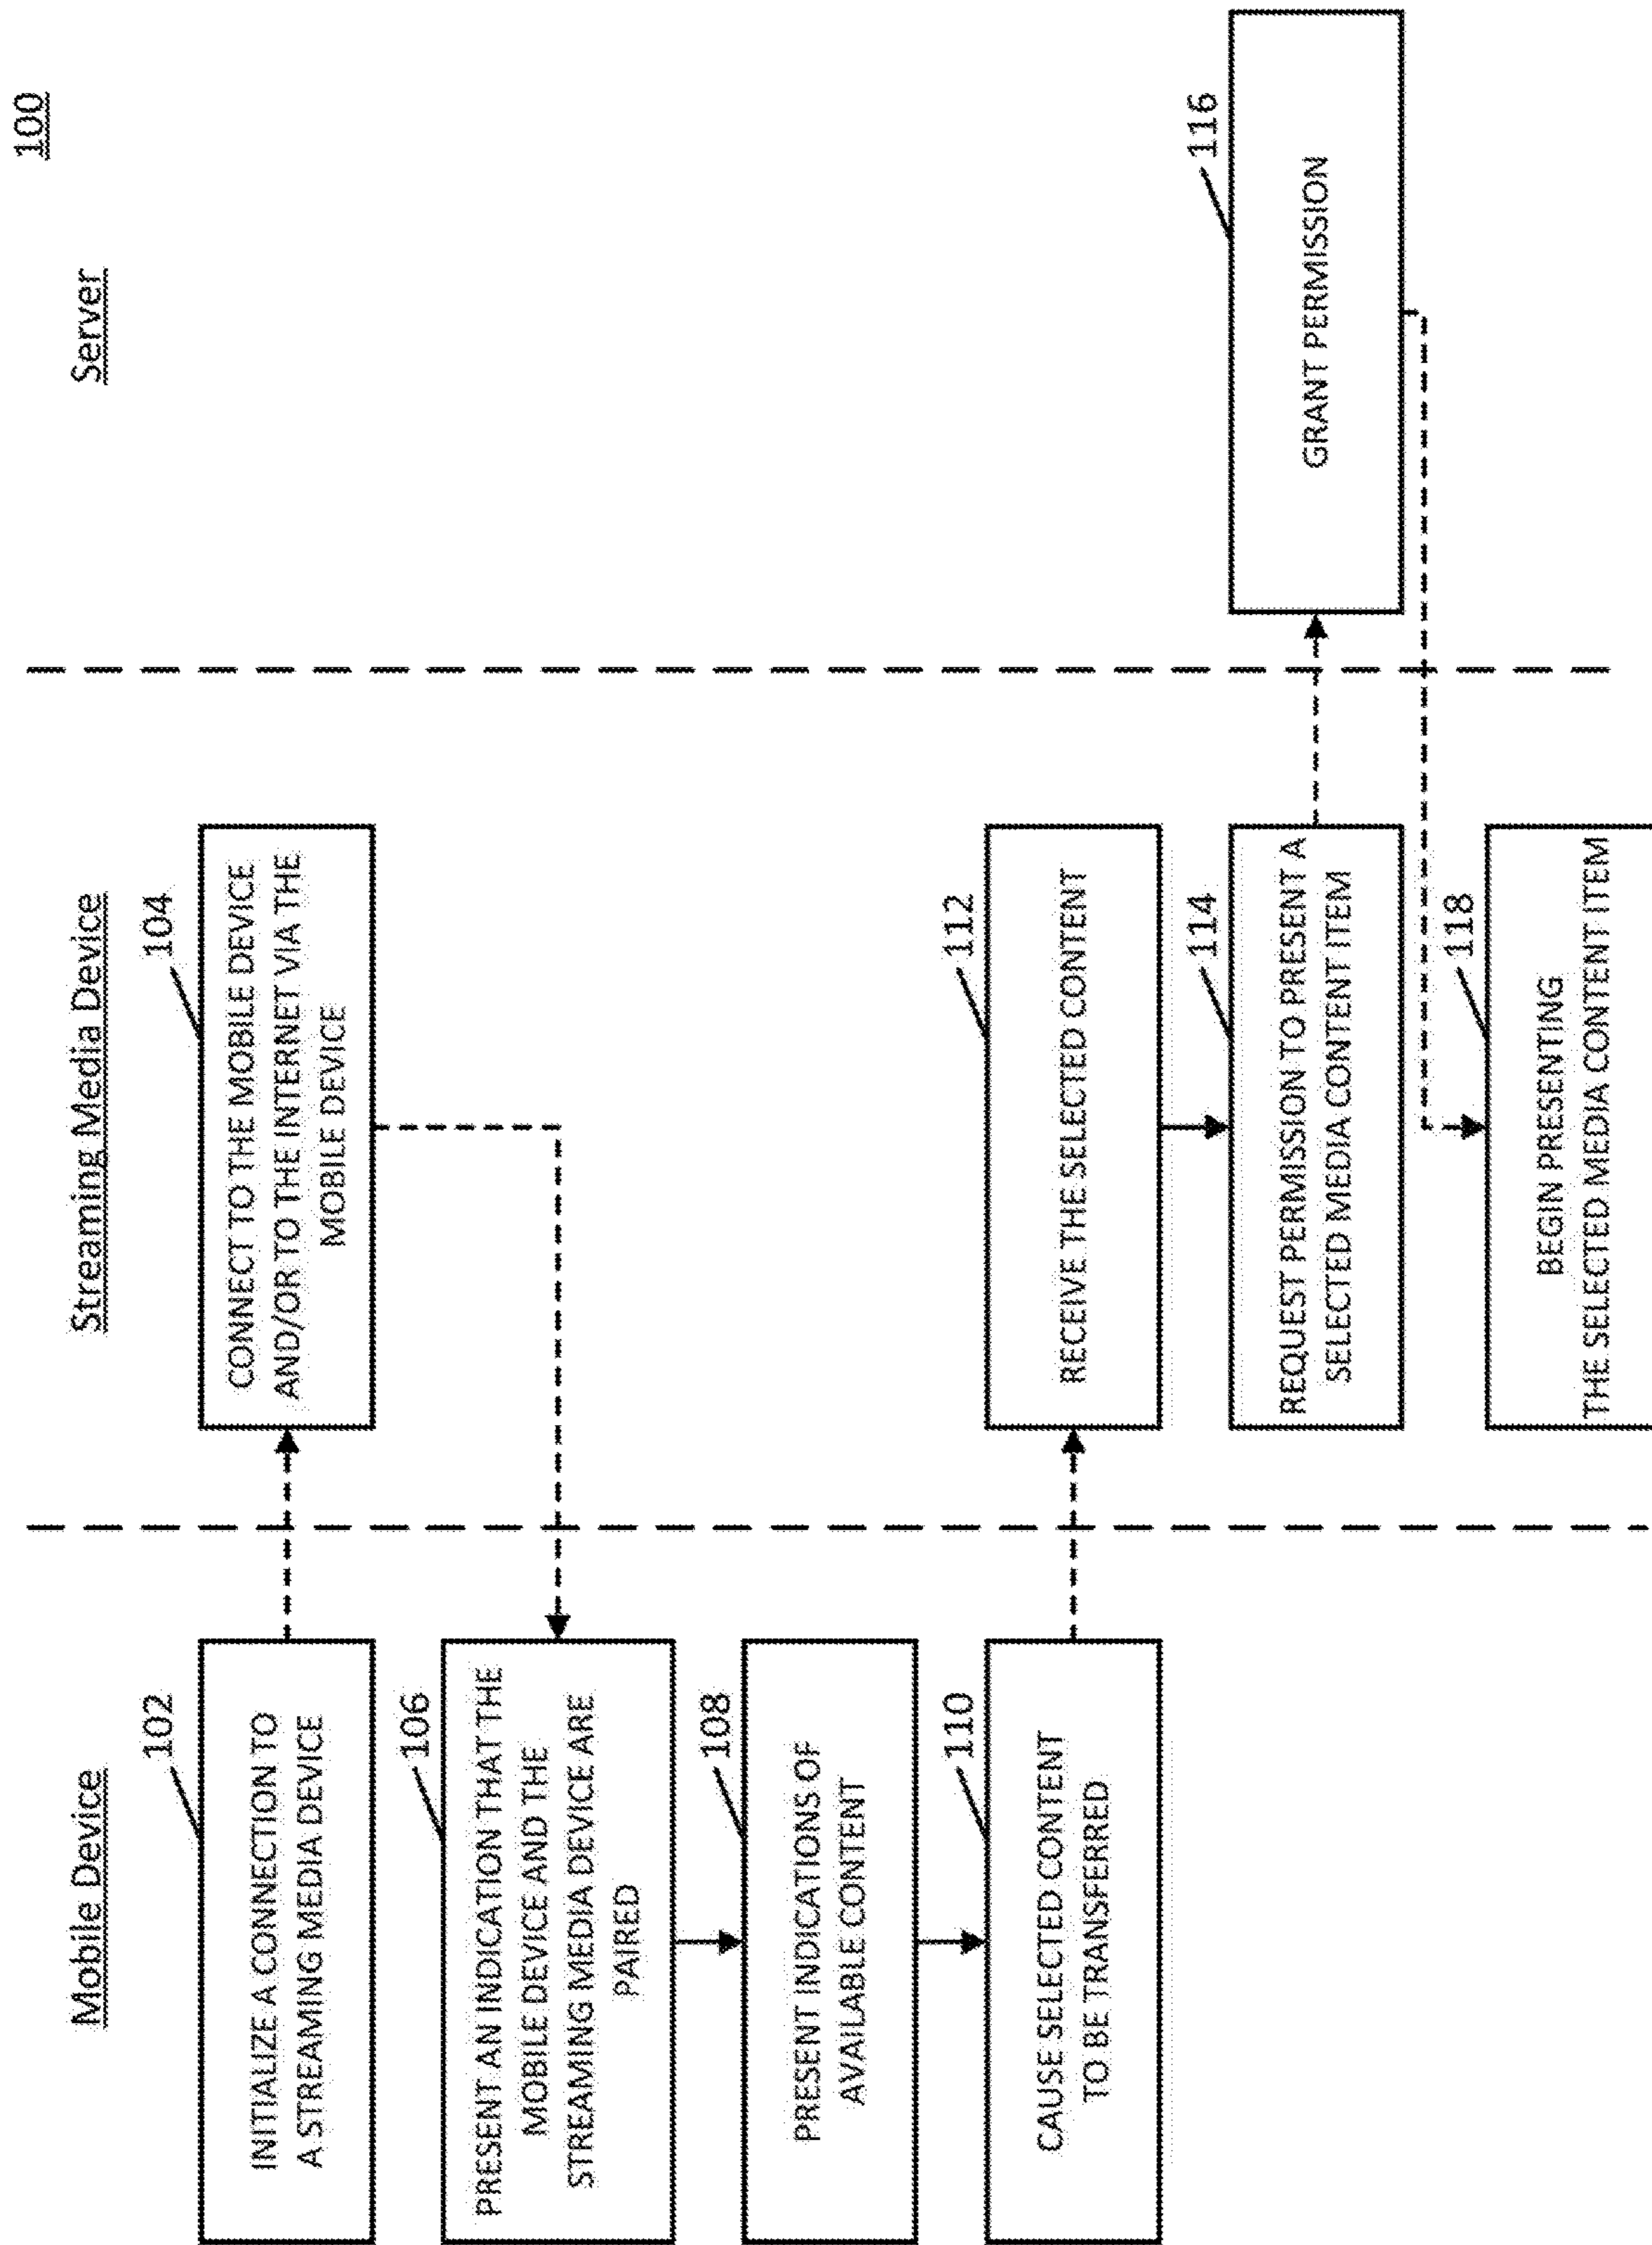 100
Mobile Device
Streaming Media Device
Server
102
INITIALIZE A CONNECTION TO
A STREAMING MEDIA DEVICE
104
CONNECT TO THE MOBILE DEVICE
AND/OR TO THE INTERNET VIA THE
MOBILE DEVICE
106
PRESENT AN INDICATION THAT THE
MOBILE DEVICE AND THE
STREAMING MEDIA DEVICE ARE
PAIRED
108
PRESENT INDICATIONS OF
AVAILABLE CONTENT
110
CAUSE SELECTED CONTENT
TO BE TRANSFERRED
112
RECEIVE THE SELECTED CONTENT
114
REQUEST PERMISSION TO PRESENT A
SELECTED MEDIA CONTENT ITEM
116
GRANT PERMISSION
118
BEGIN PRESENTING
THE SELECTED MEDIA CONTENT ITEM